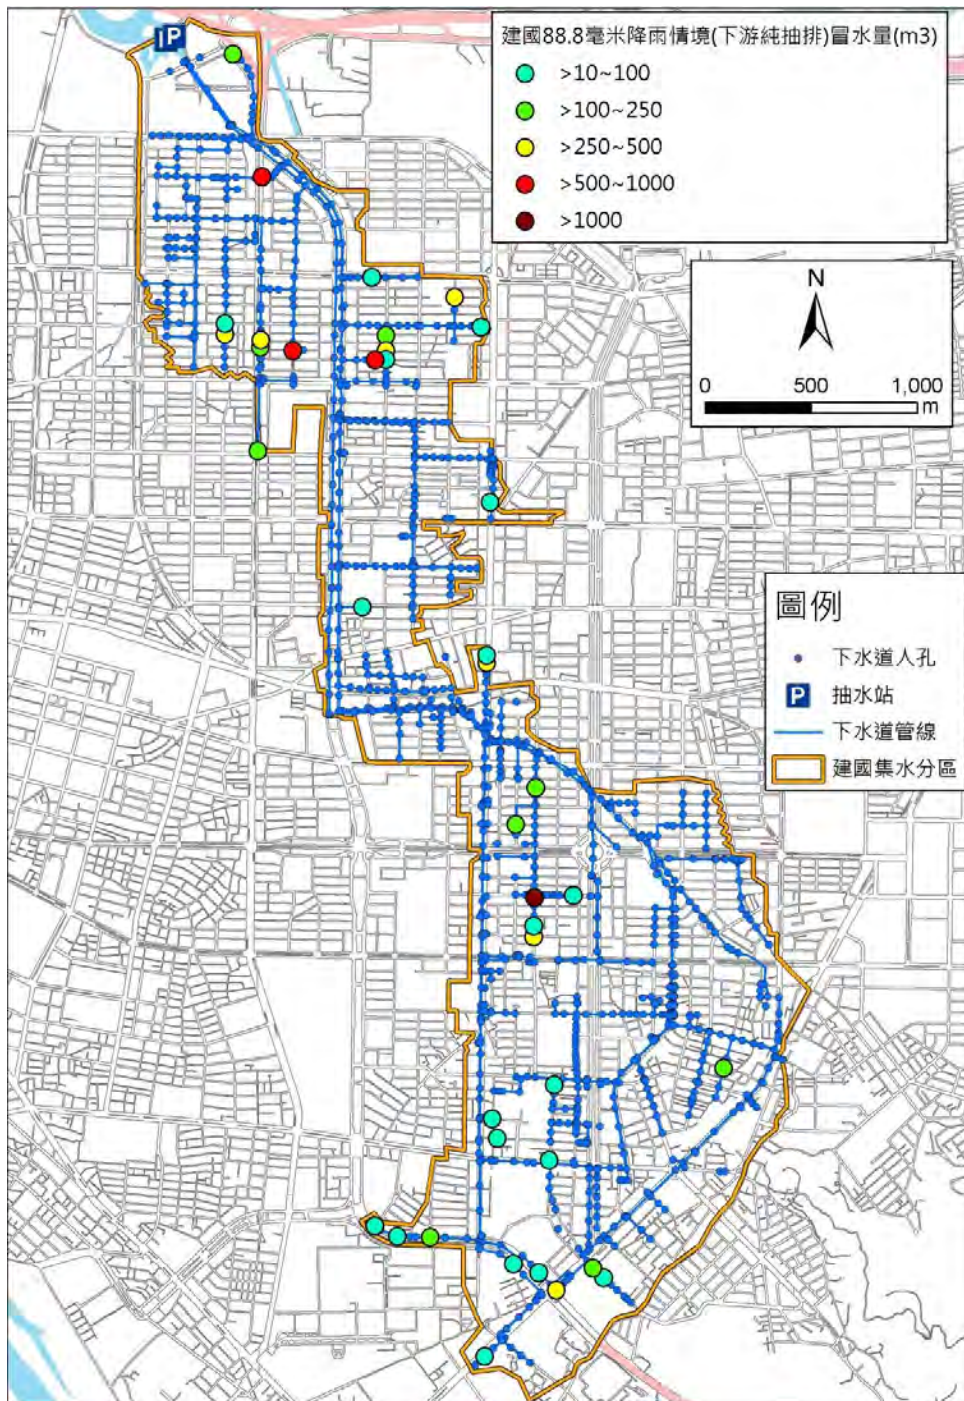 P
建國88.8毫米降雨情境(下游純抽排)冒水量(m3)
>10~100
>100~250
>250~500
>500~1000
>1000
N
0 500 1,000
m
圖例
下水道人孔
P 抽水站
下水道管線
建國集水分區